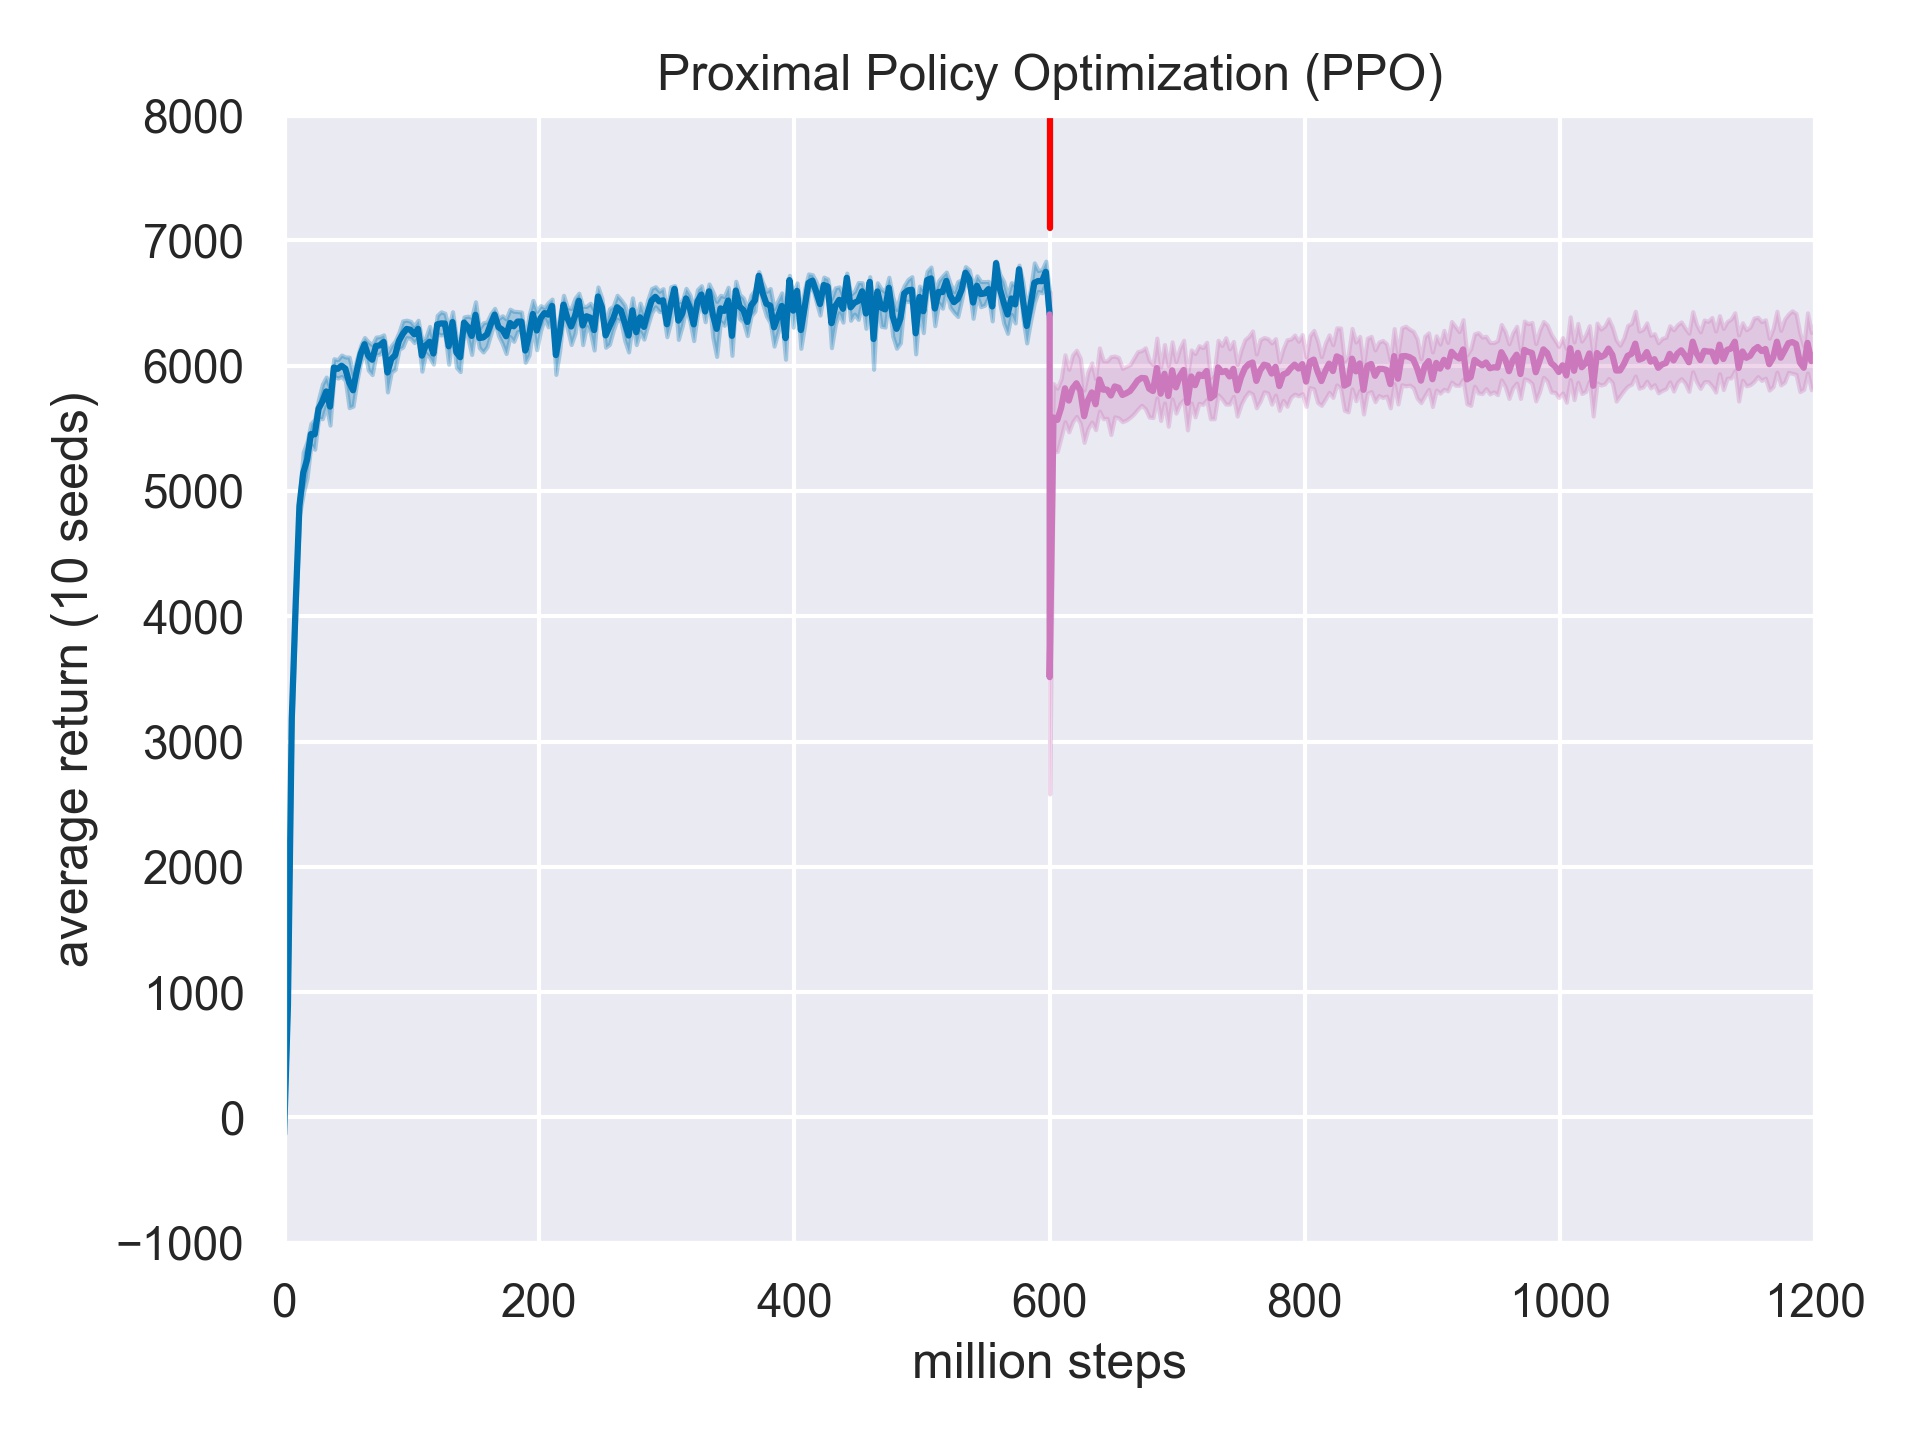 Proximal Policy Optimization (PPO)
8000
7000
6000
5000
4000
3000
2000
1000
0
−1000
average return (10 seeds)
0 200 400 600 800 1000 1200
million steps